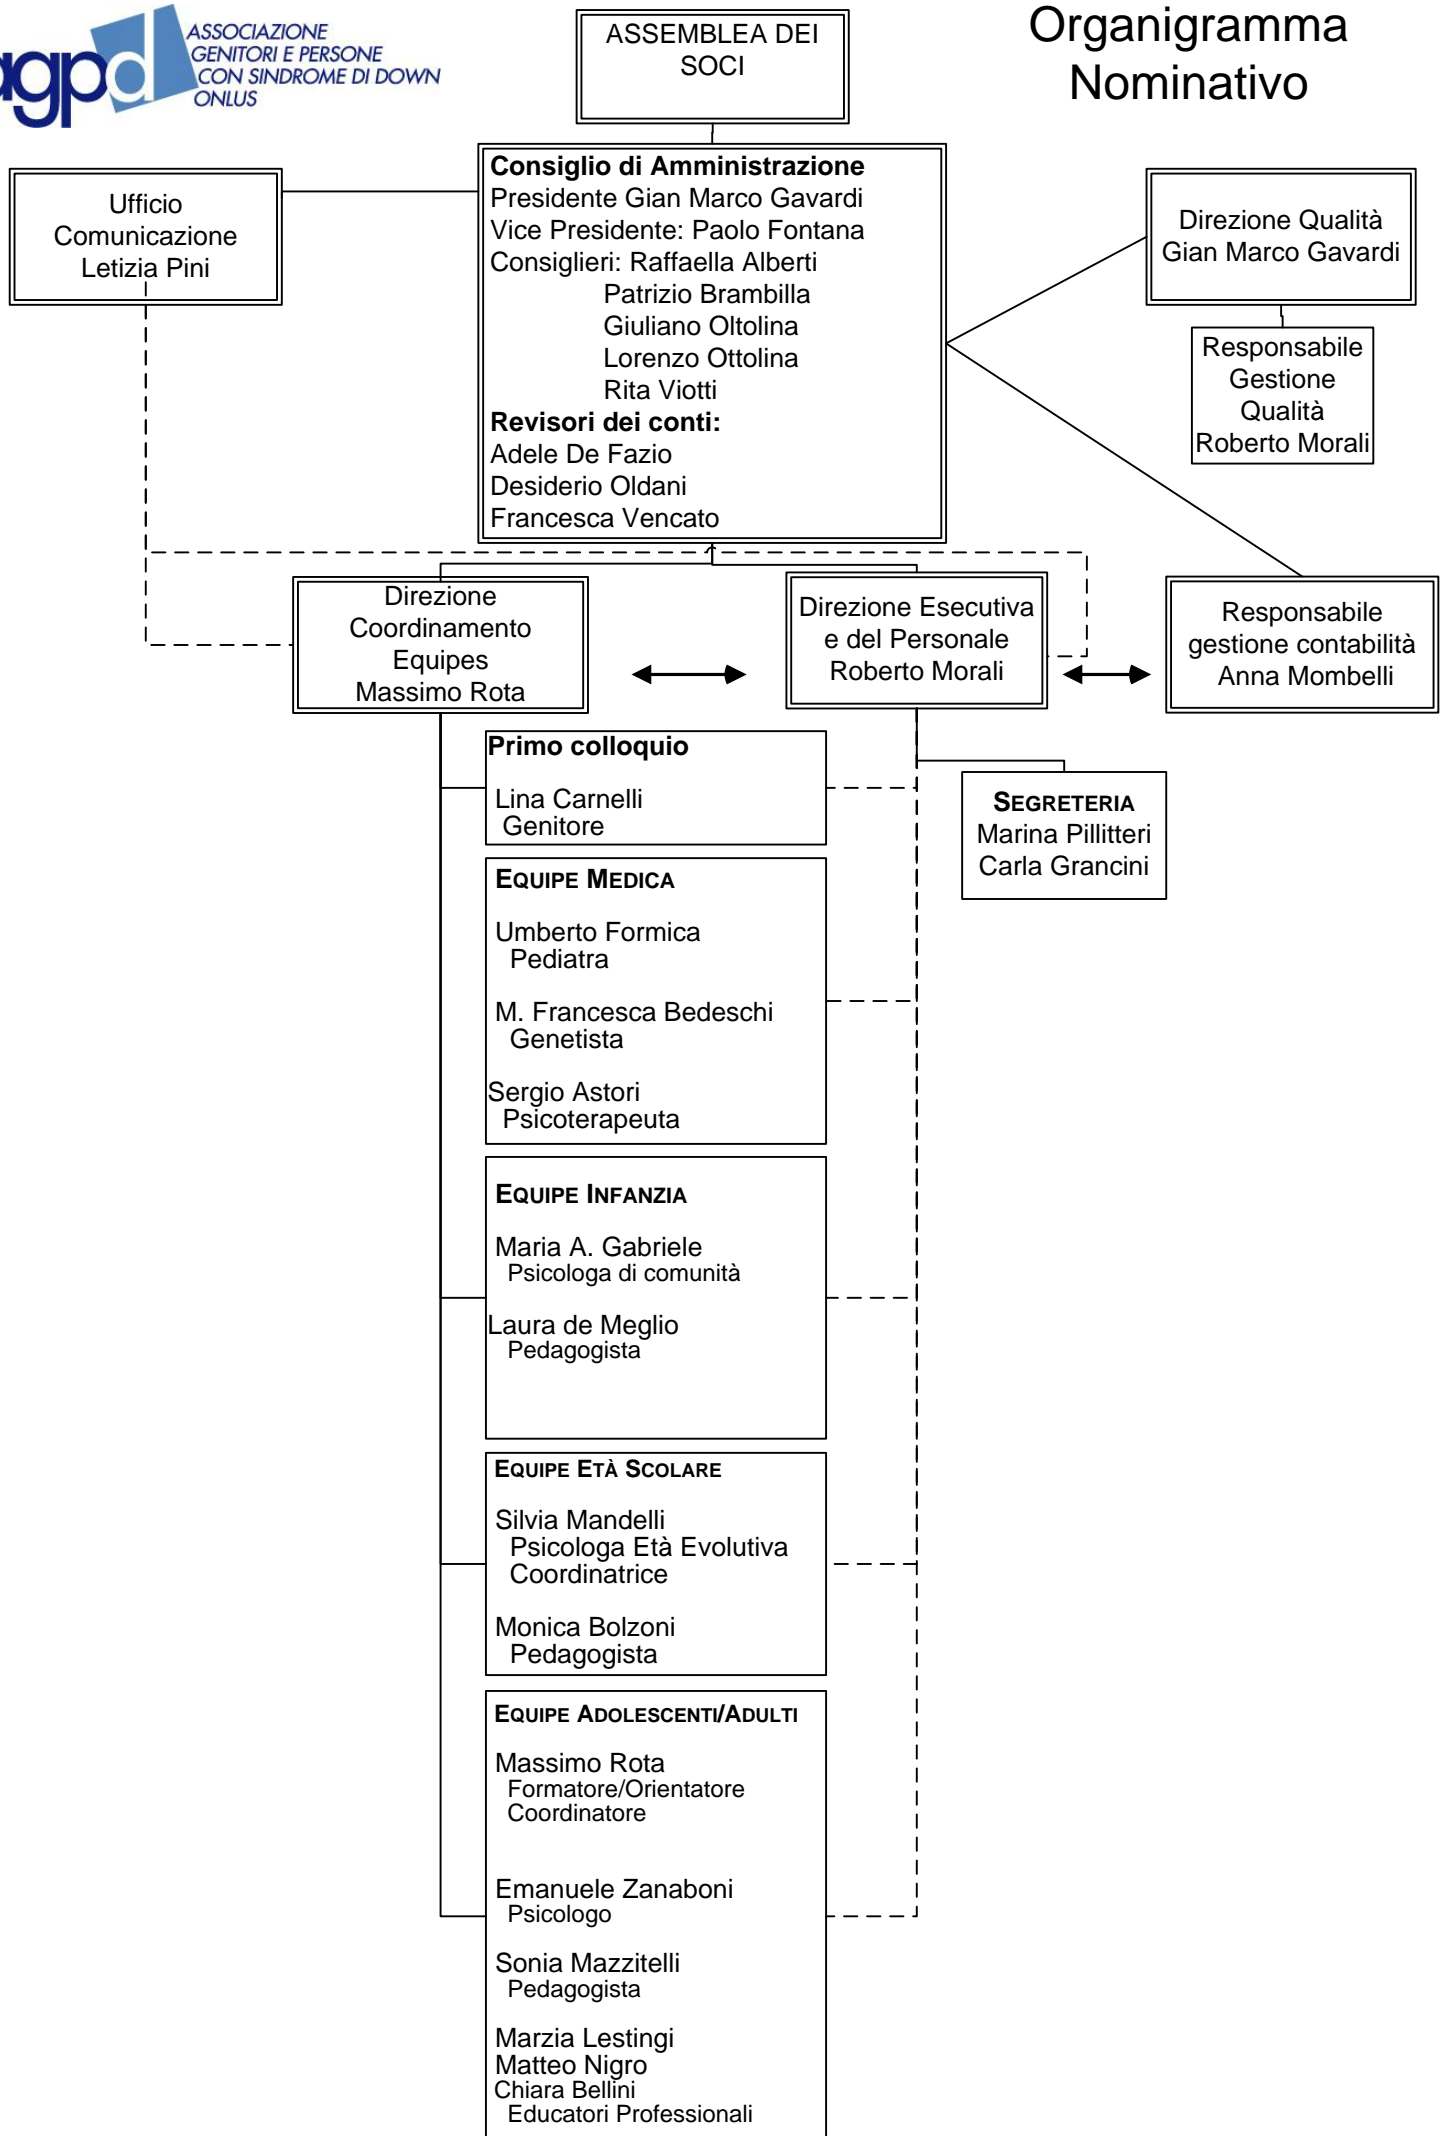 agpd
ASSOCIAZIONE
GENITORI E PERSONE
CON SINDROME DI DOWN
ONLUS
ASSEMBLEA DEI
SOCI
Organigramma
Nominativo
Ufficio
Comunicazione
Letizia Pini
Consiglio di Amministrazione
Presidente Gian Marco Gavardi
Vice Presidente: Paolo Fontana
Consiglieri: Raffaella Alberti
Patrizio Brambilla
Giuliano Oltolina
Lorenzo Ottolina
Rita Viotti
Revisori dei conti:
Adele De Fazio
Desiderio Oldani
Francesca Vencato
Direzione Qualità
Gian Marco Gavardi
Responsabile
Gestione
Qualità
Roberto Morali
Direzione
Coordinamento
Equipes
Massimo Rota
Direzione Esecutiva
e del Personale
Roberto Morali
Responsabile
gestione contabilità
Anna Mombelli
Primo colloquio
Lina Carnelli
Genitore
SEGRETERIA
Marina Pillitteri
Carla Grancini
EQUIPE MEDICA
Umberto Formica
Pediatra
M. Francesca Bedeschi
Genetista
Sergio Astori
Psicoterapeuta
EQUIPE INFANZIA
Maria A. Gabriele
Psicologa di comunità
Laura de Meglio
Pedagogista
EQUIPE ETÀ SCOLARE
Silvia Mandelli
Psicologa Età Evolutiva
Coordinatrice
Monica Bolzoni
Pedagogista
EQUIPE ADOLESCENTI/ADULTI
Massimo Rota
Formatore/Orientatore
Coordinatore
Emanuele Zanaboni
Psicologo
Sonia Mazzitelli
Pedagogista
Marzia Lestingi
Matteo Nigro
Chiara Bellini
Educatori Professionali